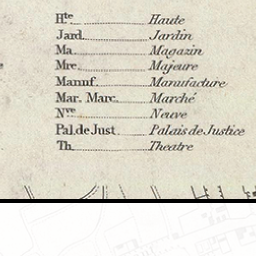 Hte. Haute
Jard. Jardin
Ma. Magazin
Mre. Majeure
Manuf. Manufacture
Mar. Marc. Marché
Nve. Neuve
Pal. de Just. Palais de Justice
Th. Theatre